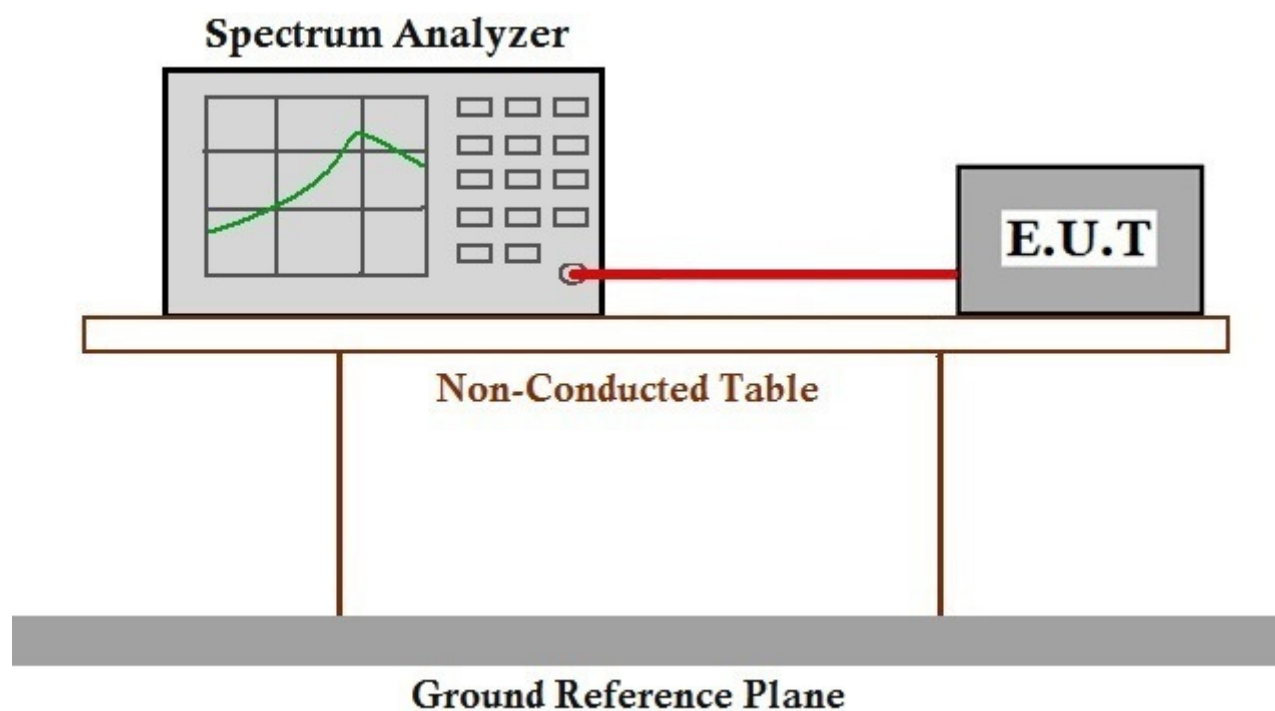 Spectrum Analyzer
E.U.T
Non-Conducted Table
Ground Reference Plane